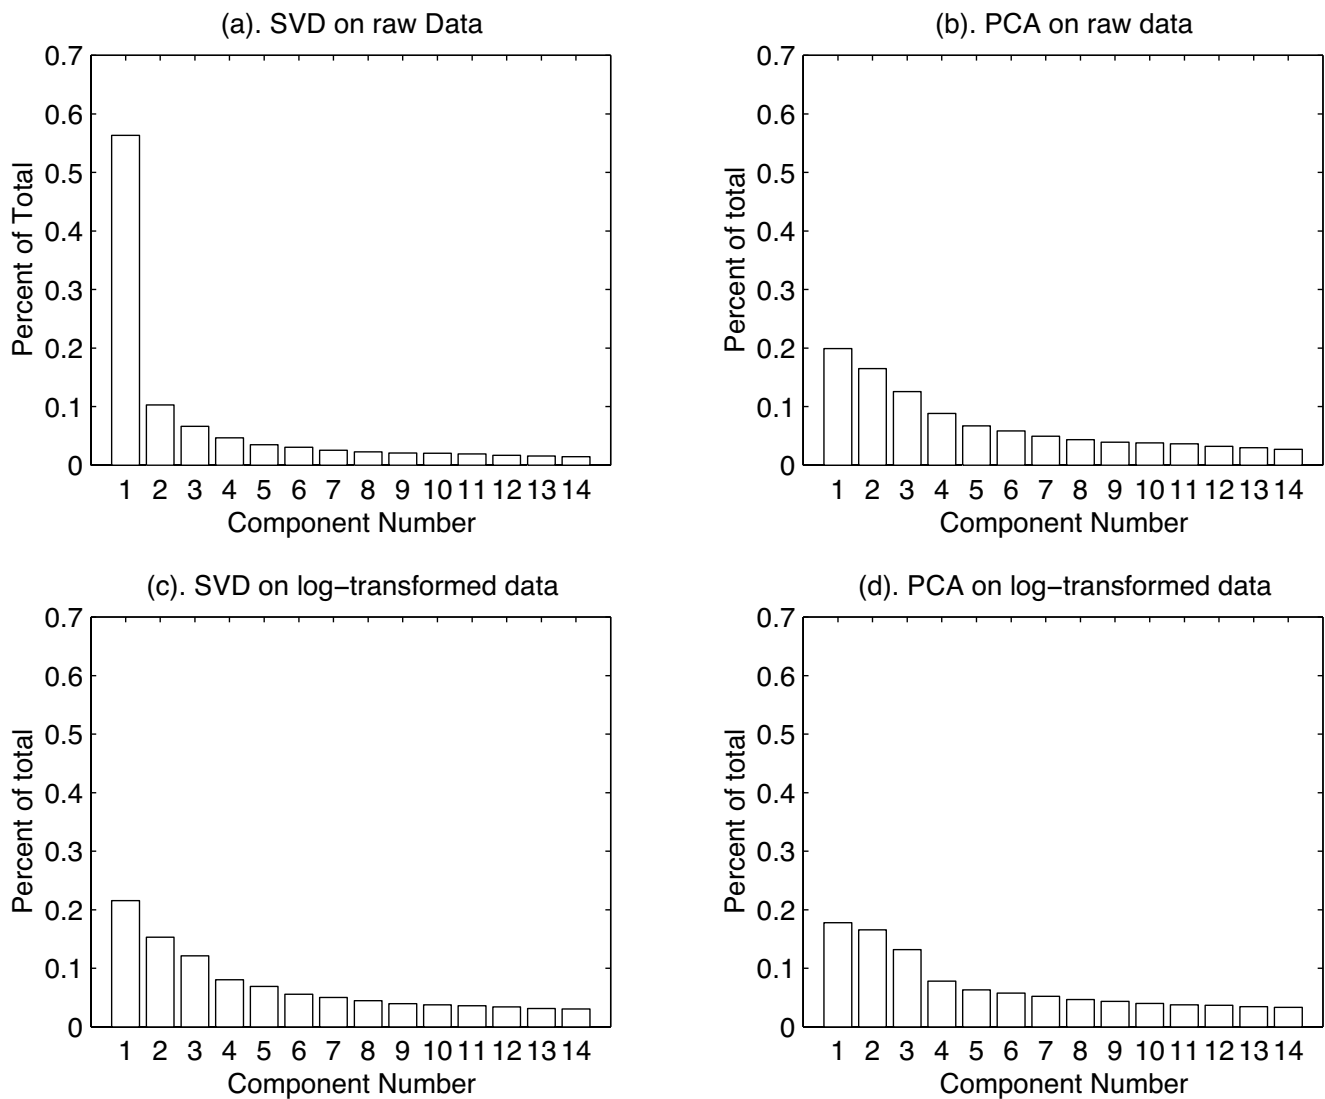 (a). SVD on raw Data
0.7
0.6
0.5
0.4
0.3
0.2
0.1
0
Percent of Total
1 2 3 4 5 6 7 8 9 10 11 12 13 14
Component Number
(b). PCA on raw data
0.7
0.6
0.5
0.4
0.3
0.2
0.1
0
Percent of total
1 2 3 4 5 6 7 8 9 10 11 12 13 14
Component Number
(c). SVD on log−transformed data
0.7
0.6
0.5
0.4
0.3
0.2
0.1
0
Percent of total
1 2 3 4 5 6 7 8 9 10 11 12 13 14
Component Number
(d). PCA on log−transformed data
0.7
0.6
0.5
0.4
0.3
0.2
0.1
0
Percent of total
1 2 3 4 5 6 7 8 9 10 11 12 13 14
Component Number